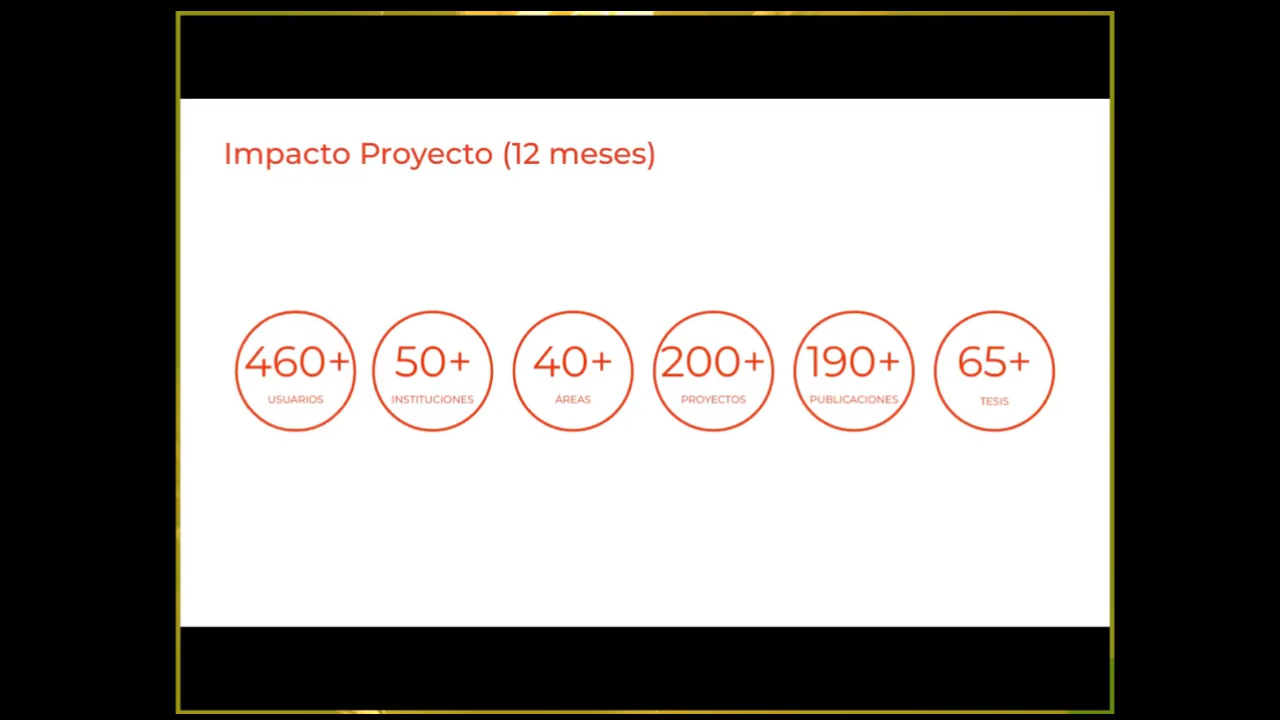 Impacto Proyecto (12 meses)
460+
USUARIOS
50+
INSTITUCIONES
40+
ÁREAS
200+
PROYECTOS
190+
PUBLICACIONES
65+
TESIS